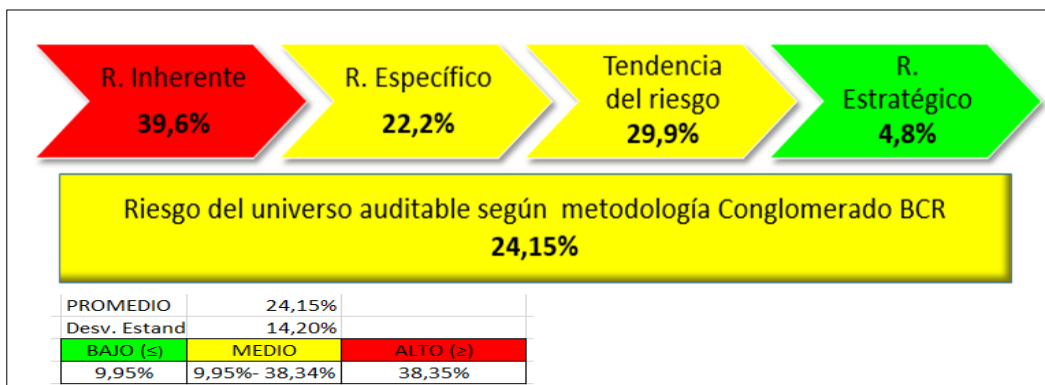 R. Inherente
39,6%
R. Específico
22,2%
Tendencia
del riesgo
29,9%
R.
Estratégico
4,8%
Riesgo del universo auditable según metodología Conglomerado BCR
24,15%
PROMEDIO 24,15%
Desv. Estand 14,20%
BAJO (≤) MEDIO ALTO (≥)
9,95% 9,95%- 38,34% 38,35%